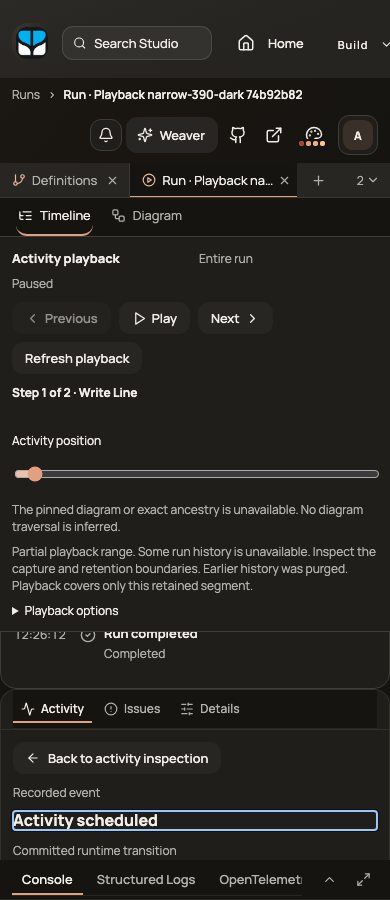 Search Studio
Home
Build
Runs > Run · Playback narrow-390-dark 74b92b82
Weaver
A
Definitions
Run · Playback na...
2
Timeline
Diagram
Activity playback
Entire run
Paused
Previous
Play
Next
Refresh playback
Step 1 of 2 · Write Line
Activity position
The pinned diagram or exact ancestry is unavailable. No diagram
traversal is inferred.
Partial playback range. Some run history is unavailable. Inspect the
capture and retention boundaries. Earlier history was purged.
Playback covers only this retained segment.
Playback options
12:26:12 Run completed
Completed
Activity
Issues
Details
Back to activity inspection
Recorded event
Activity scheduled
Committed runtime transition
Console
Structured Logs
OpenTelemet